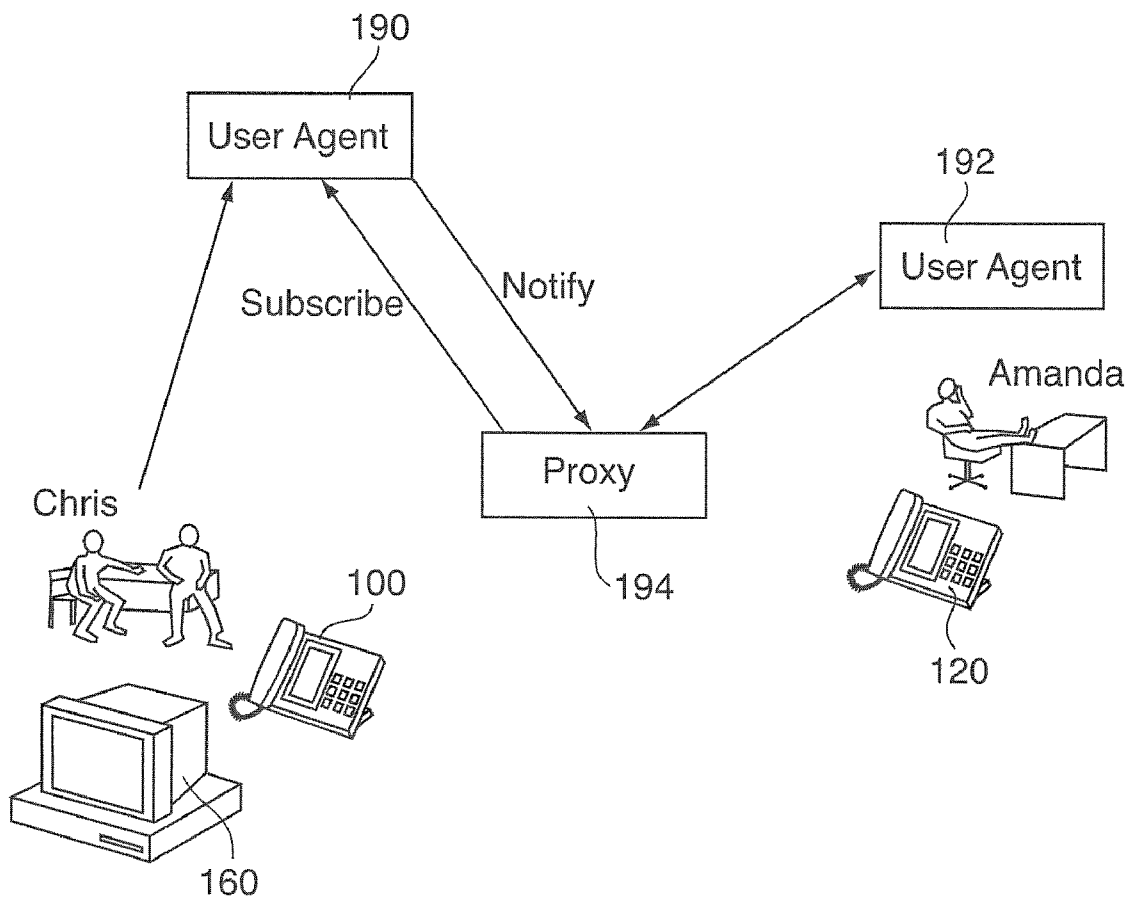 190
User Agent
192
User Agent
Subscribe
Notify
Amanda
Proxy
Chris
194
100
120
160